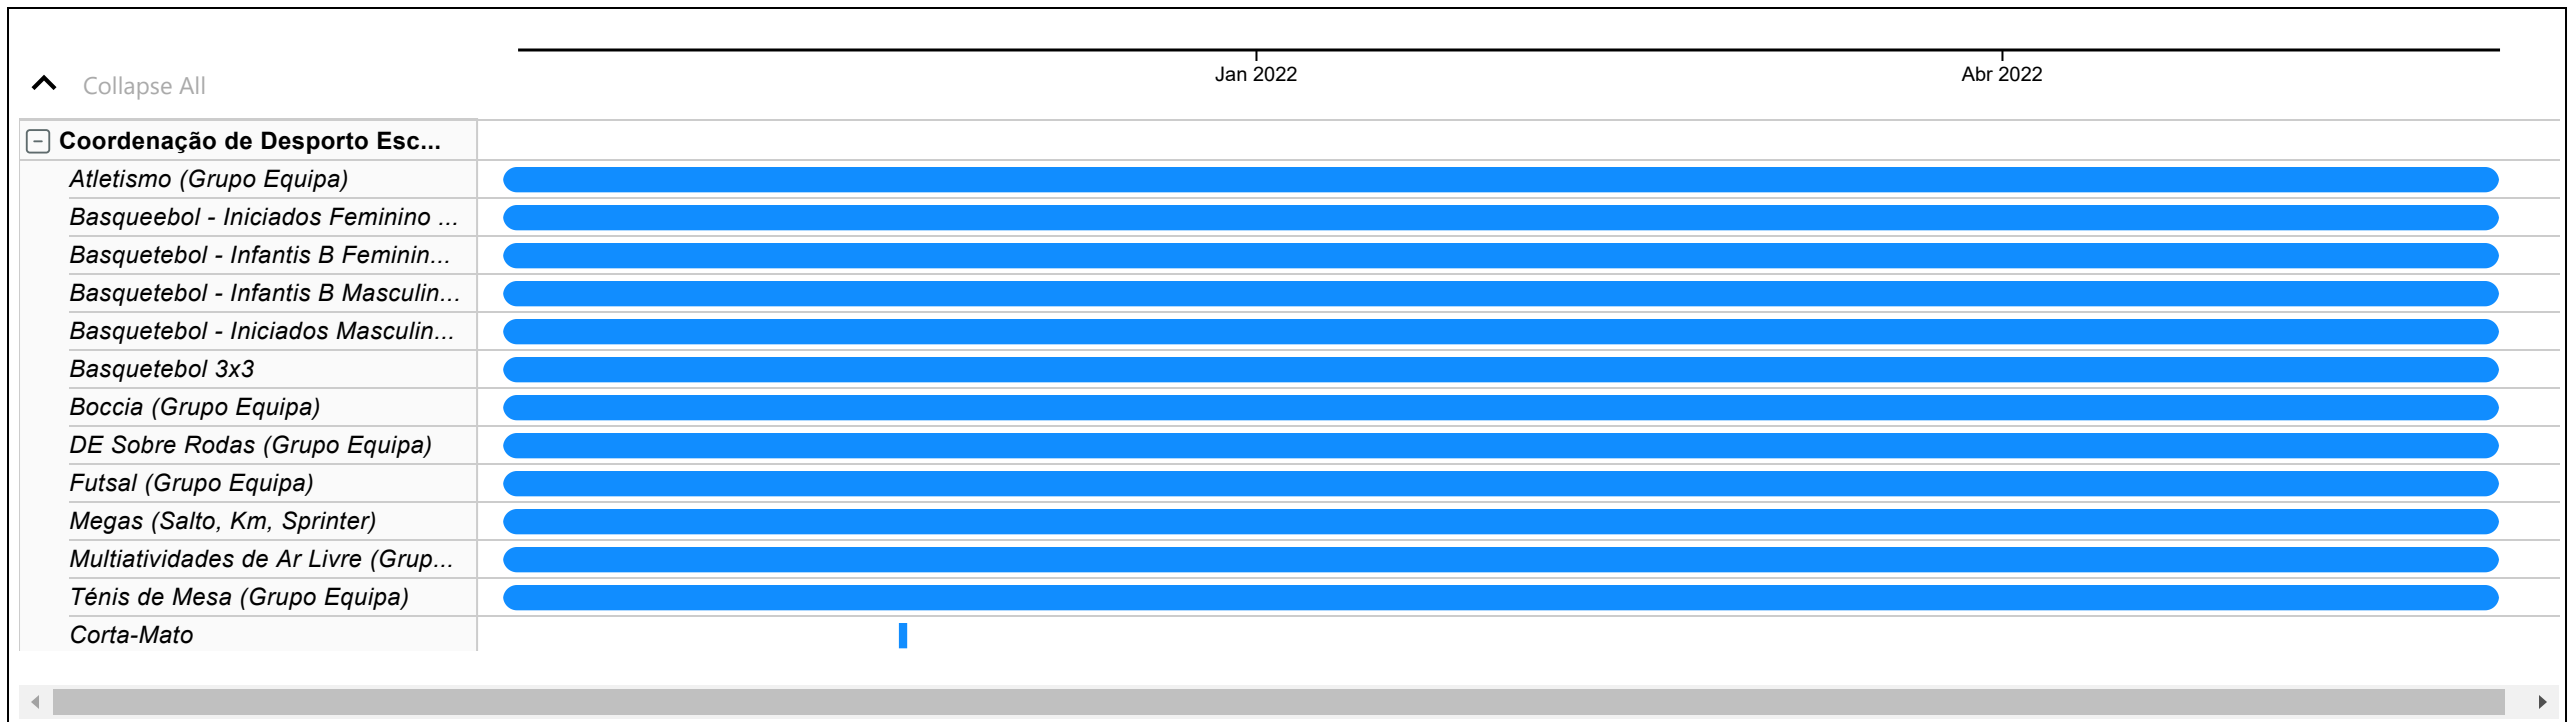 Jan 2022
Abr 2022
Collapse All
Coordenação de Desporto Esc...
Atletismo (Grupo Equipa)
Basqueebol - Iniciados Feminino ...
Basquetebol - Infantis B Feminin...
Basquetebol - Infantis B Masculin...
Basquetebol - Iniciados Masculin...
Basquetebol 3x3
Boccia (Grupo Equipa)
DE Sobre Rodas (Grupo Equipa)
Futsal (Grupo Equipa)
Megas (Salto, Km, Sprinter)
Multiatividades de Ar Livre (Grup...
Ténis de Mesa (Grupo Equipa)
Corta-Mato